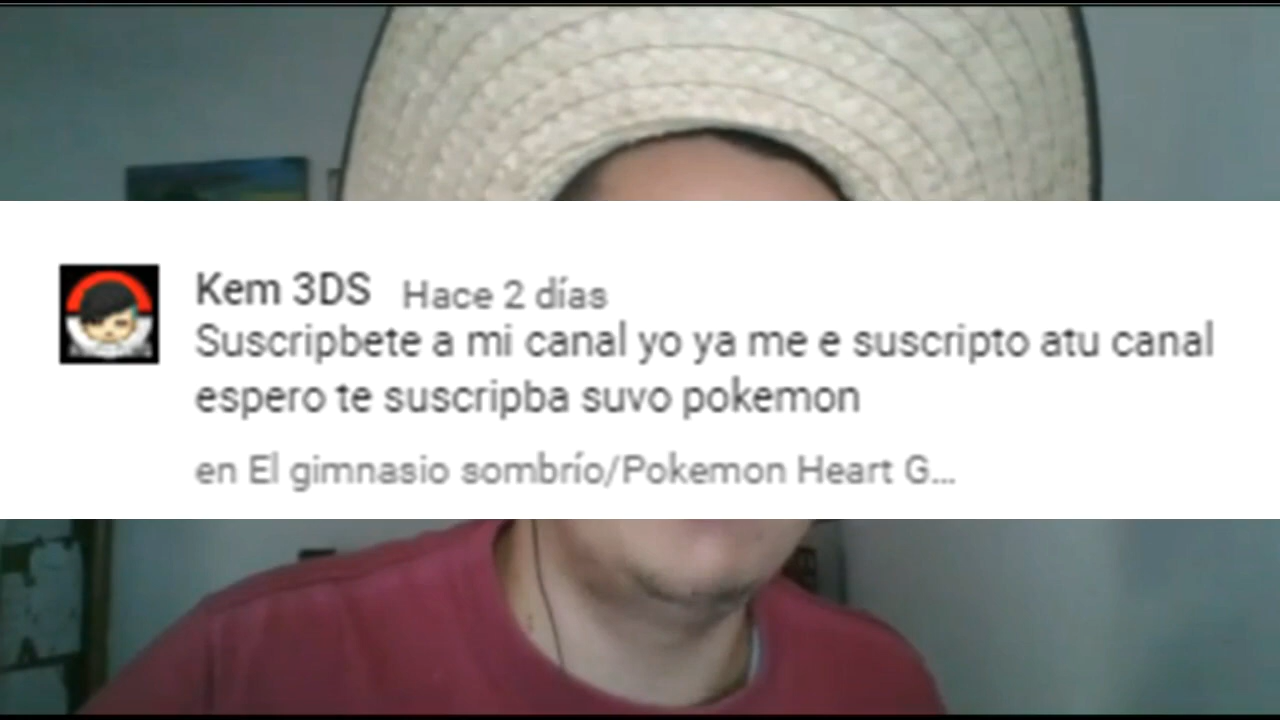 Kem 3DS Hace 2 días
Suscripbete a mi canal yo ya me e suscripto atu canal
espero te suscripba suvo pokemon
en El gimnasio sombrío/Pokemon Heart G...